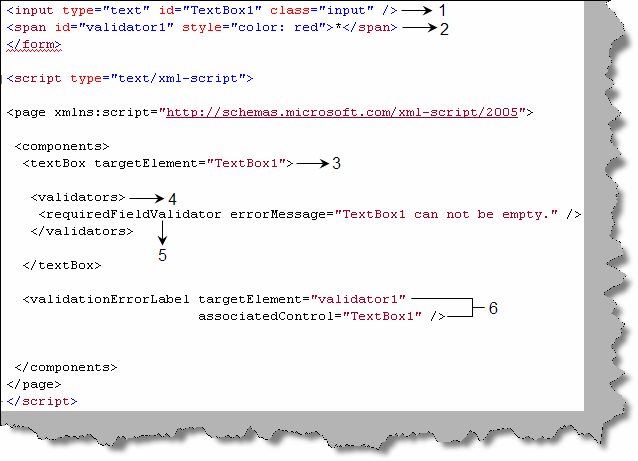 <input type="text" id="TextBox1" class="input" /> 1
<span id="validator1" style="color: red">*</span> 2
</form>
<script type="text/xml-script">
<page xmlns:script="http://schemas.microsoft.com/xml-script/2005">
<components>
<textBox targetElement="TextBox1"> 3
<validators> 4
<requiredFieldValidator errorMessage="TextBox1 can not be empty." />
</validators>
5
</textBox>
<validationErrorLabel targetElement="validator1"
6
associatedControl="TextBox1" />
</components>
</page>
</script>